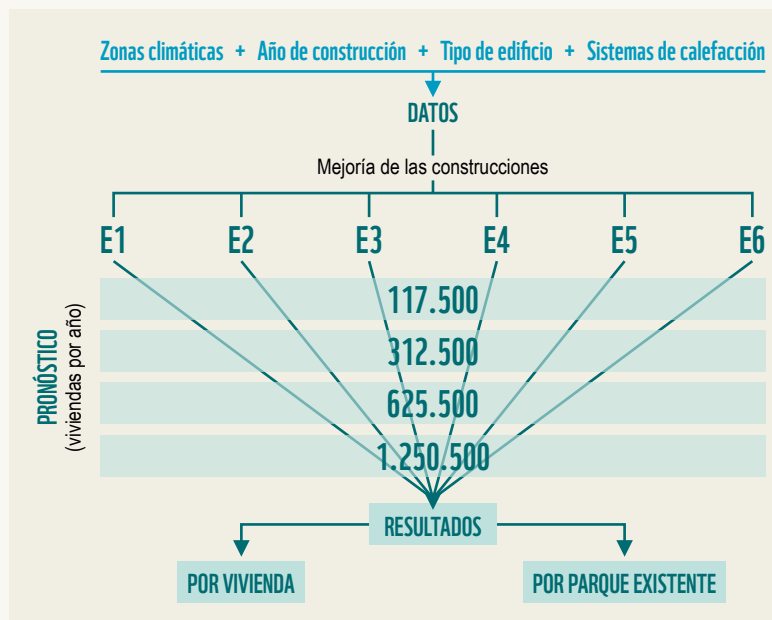 Zonas climáticas + Año de construcción + Tipo de edificio + Sistemas de calefacción
DATOS
Mejoría de las construcciones
E1 E2 E3 E4 E5 E6
PRONÓSTICO
(viviendas por año)
117.500
312.500
625.500
1.250.500
RESULTADOS
POR VIVIENDA POR PARQUE EXISTENTE